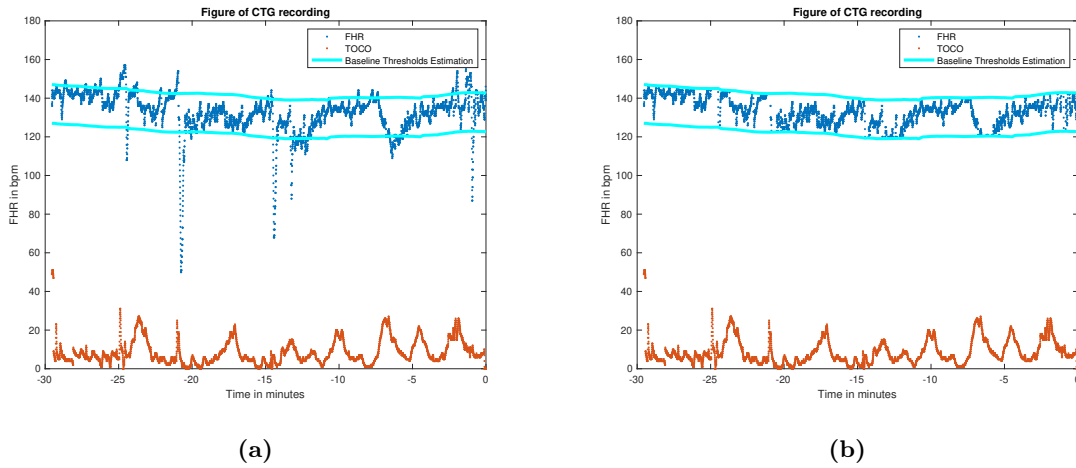 Figure of CTG recording
FHR
TOCO
Baseline Thresholds Estimation
FHR in bpm
180
160
140
120
100
80
60
40
20
0
-30
-25
-20
-15
-10
-5
0
Time in minutes
(a)
Figure of CTG recording
FHR
TOCO
Baseline Thresholds Estimation
FHR in bpm
180
160
140
120
100
80
60
40
20
0
-30
-25
-20
-15
-10
-5
0
Time in minutes
(b)